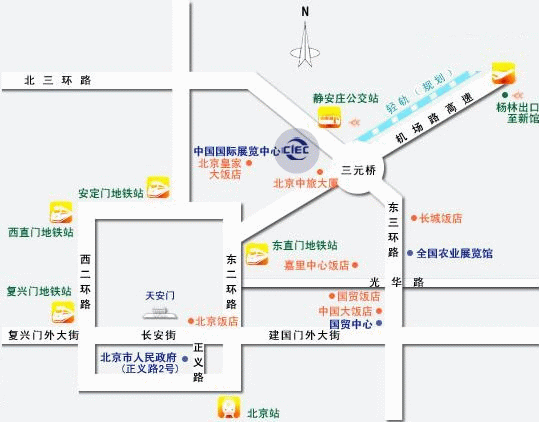 N
北三环路
静安庄公交站
轻轨（规划）
机场路高速
杨林出口
至新馆
中国国际展览中心
CIEC
北京皇家
大饭店
三元桥
北京中旅大厦
安定门地铁站
西直门地铁站
西二环路
东二环路
东三环路
长城饭店
东直门地铁站
全国农业展览馆
嘉里中心饭店
光华路
复兴门地铁站
天安门
国贸饭店
中国大饭店
国贸中心
北京饭店
复兴门外大街
长安街
建国门外大街
正义路
北京市人民政府
（正义路2号）
北京站